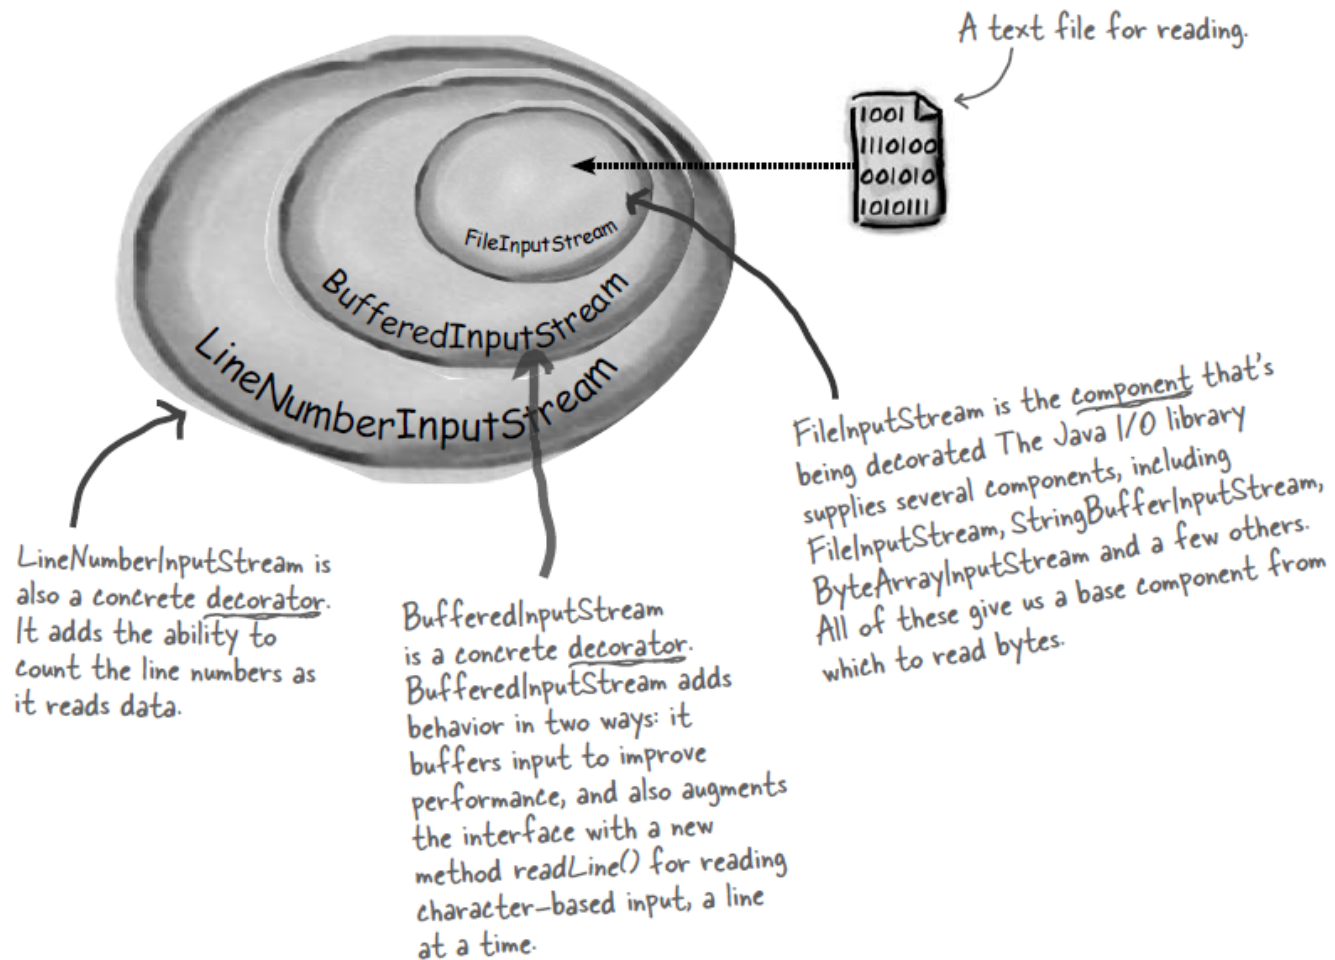 A text file for reading.
1001
1110100
001010
1010111
FileInputStream
BufferedInputStream
LineNumberInputStream
FileInputStream is the component that's
being decorated The Java I/O library
supplies several components, including
FileInputStream, StringBufferInputStream,
ByteArrayInputStream and a few others.
All of these give us a base component from
which to read bytes.
LineNumberInputStream is
also a concrete decorator.
It adds the ability to
count the line numbers as
it reads data.
BufferedInputStream
is a concrete decorator.
BufferedInputStream adds
behavior in two ways: it
buffers input to improve
performance, and also augments
the interface with a new
method readLine() for reading
character-based input, a line
at a time.